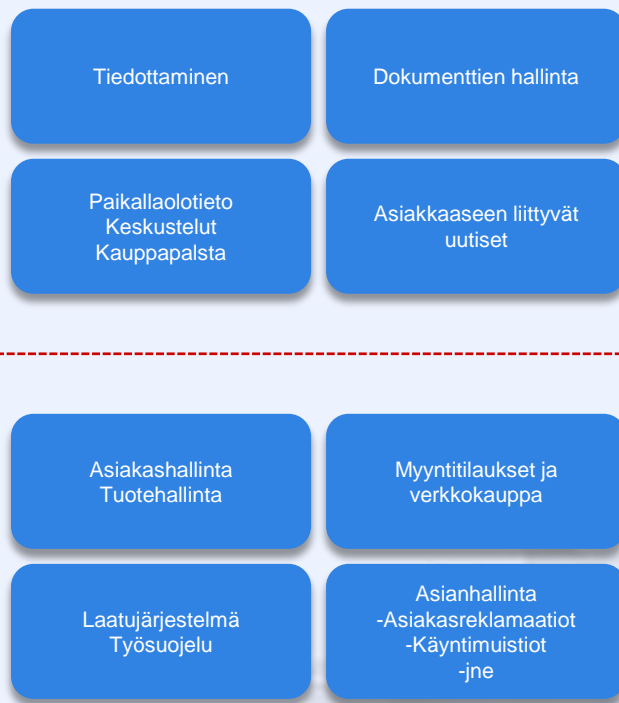 Tiedottaminen
Dokumenttien hallinta
Paikallaolotieto
Keskustelut
Kauppapalsta
Asiakkaaseen liittyvät
uutiset
Asiakashallinta
Tuotehallinta
Myyntitilaukset ja
verkkokauppa
Laatujärjestelmä
Työsuojelu
Asianhallinta
-Asiakasreklamaatiot
-Käyntimuistiot
-jne